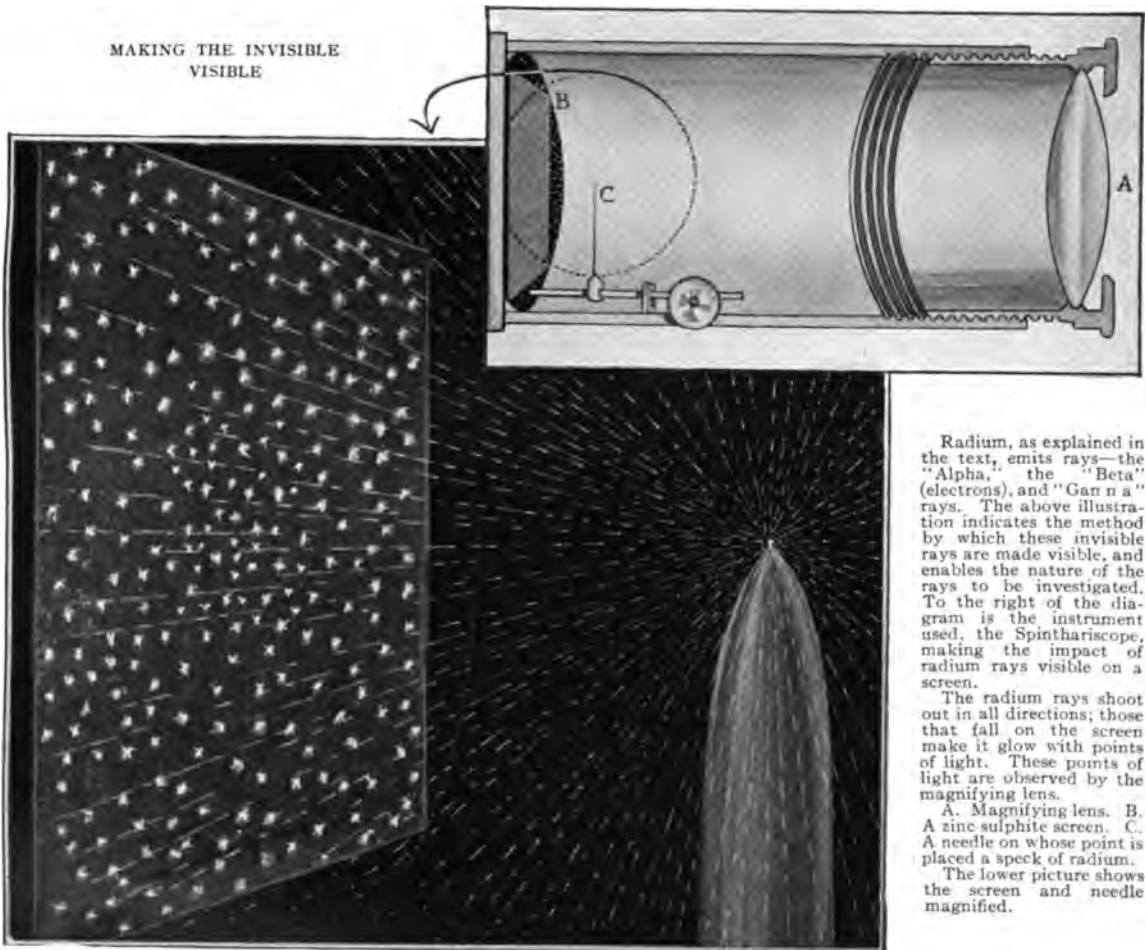 MAKING THE INVISIBLE
VISIBLE
B
C
A
Radium, as explained in
the text, emits rays—the
"Alpha," the "Beta"
(electrons), and "Gan n a"
rays. The above illustra-
tion indicates the method
by which these invisible
rays are made visible, and
enables the nature of the
rays to be investigated.
To the right of the dia-
gram is the instrument
used, the Spinthariscope,
making the impact of
radium rays visible on a
screen.
The radium rays shoot
out in all directions; those
that fall on the screen
make it glow with points
of light. These points of
light are observed by the
magnifying lens.
A. Magnifying lens. B.
A zinc sulphite screen. C.
A needle on whose point is
placed a speck of radium.
The lower picture shows
the screen and needle
magnified.